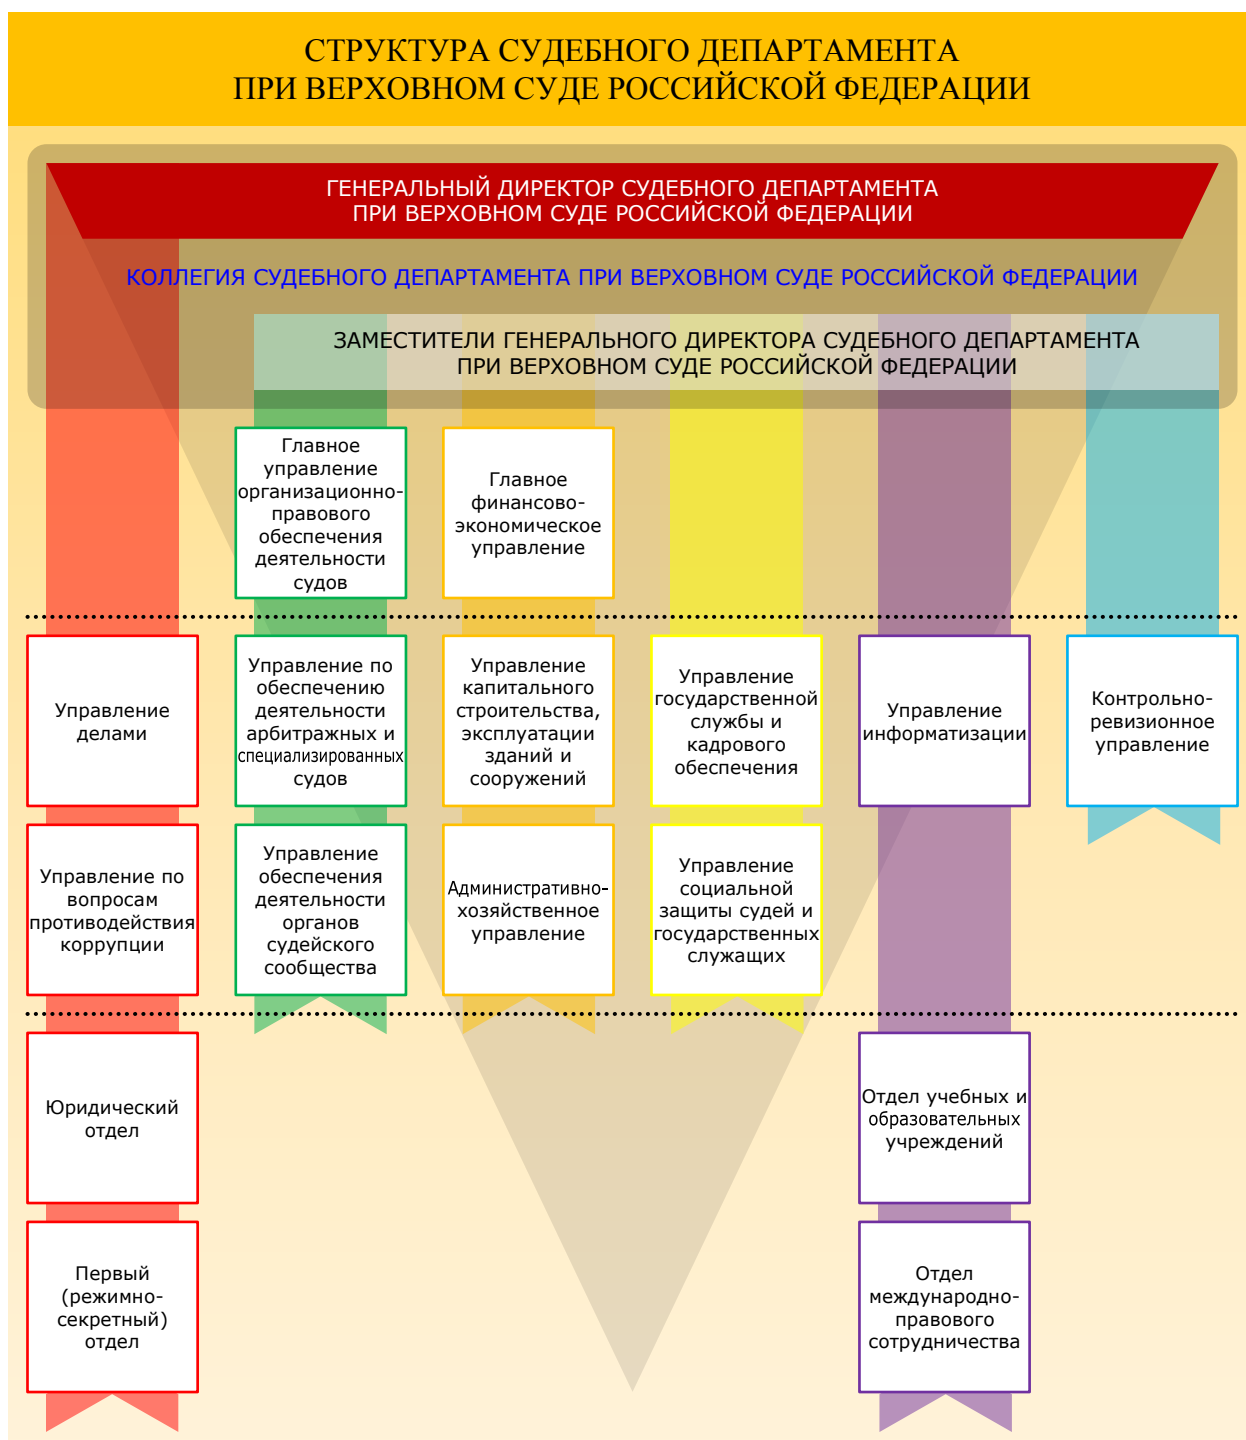 СТРУКТУРА СУДЕБНОГО ДЕПАРТАМЕНТА
ПРИ ВЕРХОВНОМ СУДЕ РОССИЙСКОЙ ФЕДЕРАЦИИ
ГЕНЕРАЛЬНЫЙ ДИРЕКТОР СУДЕБНОГО ДЕПАРТАМЕНТА
ПРИ ВЕРХОВНОМ СУДЕ РОССИЙСКОЙ ФЕДЕРАЦИИ
КОЛЛЕГИЯ СУДЕБНОГО ДЕПАРТАМЕНТА ПРИ ВЕРХОВНОМ СУДЕ РОССИЙСКОЙ ФЕДЕРАЦИИ
ЗАМЕСТИТЕЛИ ГЕНЕРАЛЬНОГО ДИРЕКТОРА СУДЕБНОГО ДЕПАРТАМЕНТА
ПРИ ВЕРХОВНОМ СУДЕ РОССИЙСКОЙ ФЕДЕРАЦИИ
Главное
управление
организационно-
правового
обеспечения
деятельности
судов
Главное
финансово-
экономическое
управление
Управление
делами
Управление по
обеспечению
деятельности
арбитражных и
специализированных
судов
Управление
капитального
строительства,
эксплуатации
зданий и
сооружений
Управление
государственной
службы и
кадрового
обеспечения
Управление
информатизации
Контрольно-
ревизионное
управление
Управление по
вопросам
противодействия
коррупции
Управление
обеспечения
деятельности
органов
судейского
сообщества
Административно-
хозяйственное
управление
Управление
социальной
защиты судей и
государственных
служащих
Юридический
отдел
Отдел учебных и
образовательных
учреждений
Первый
(режимно-
секретный)
отдел
Отдел
международно-
правового
сотрудничества